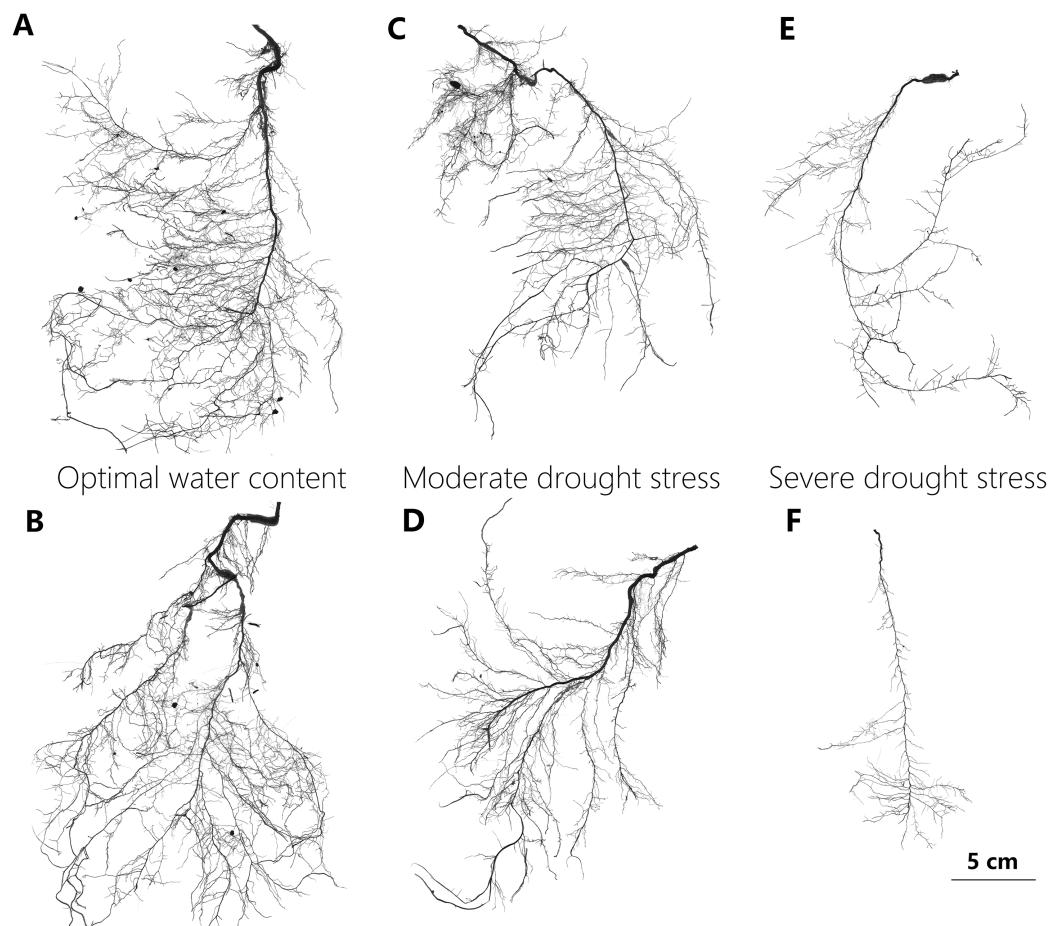 A
C
E
Optimal water content
Moderate drought stress
Severe drought stress
B
D
F
5 cm